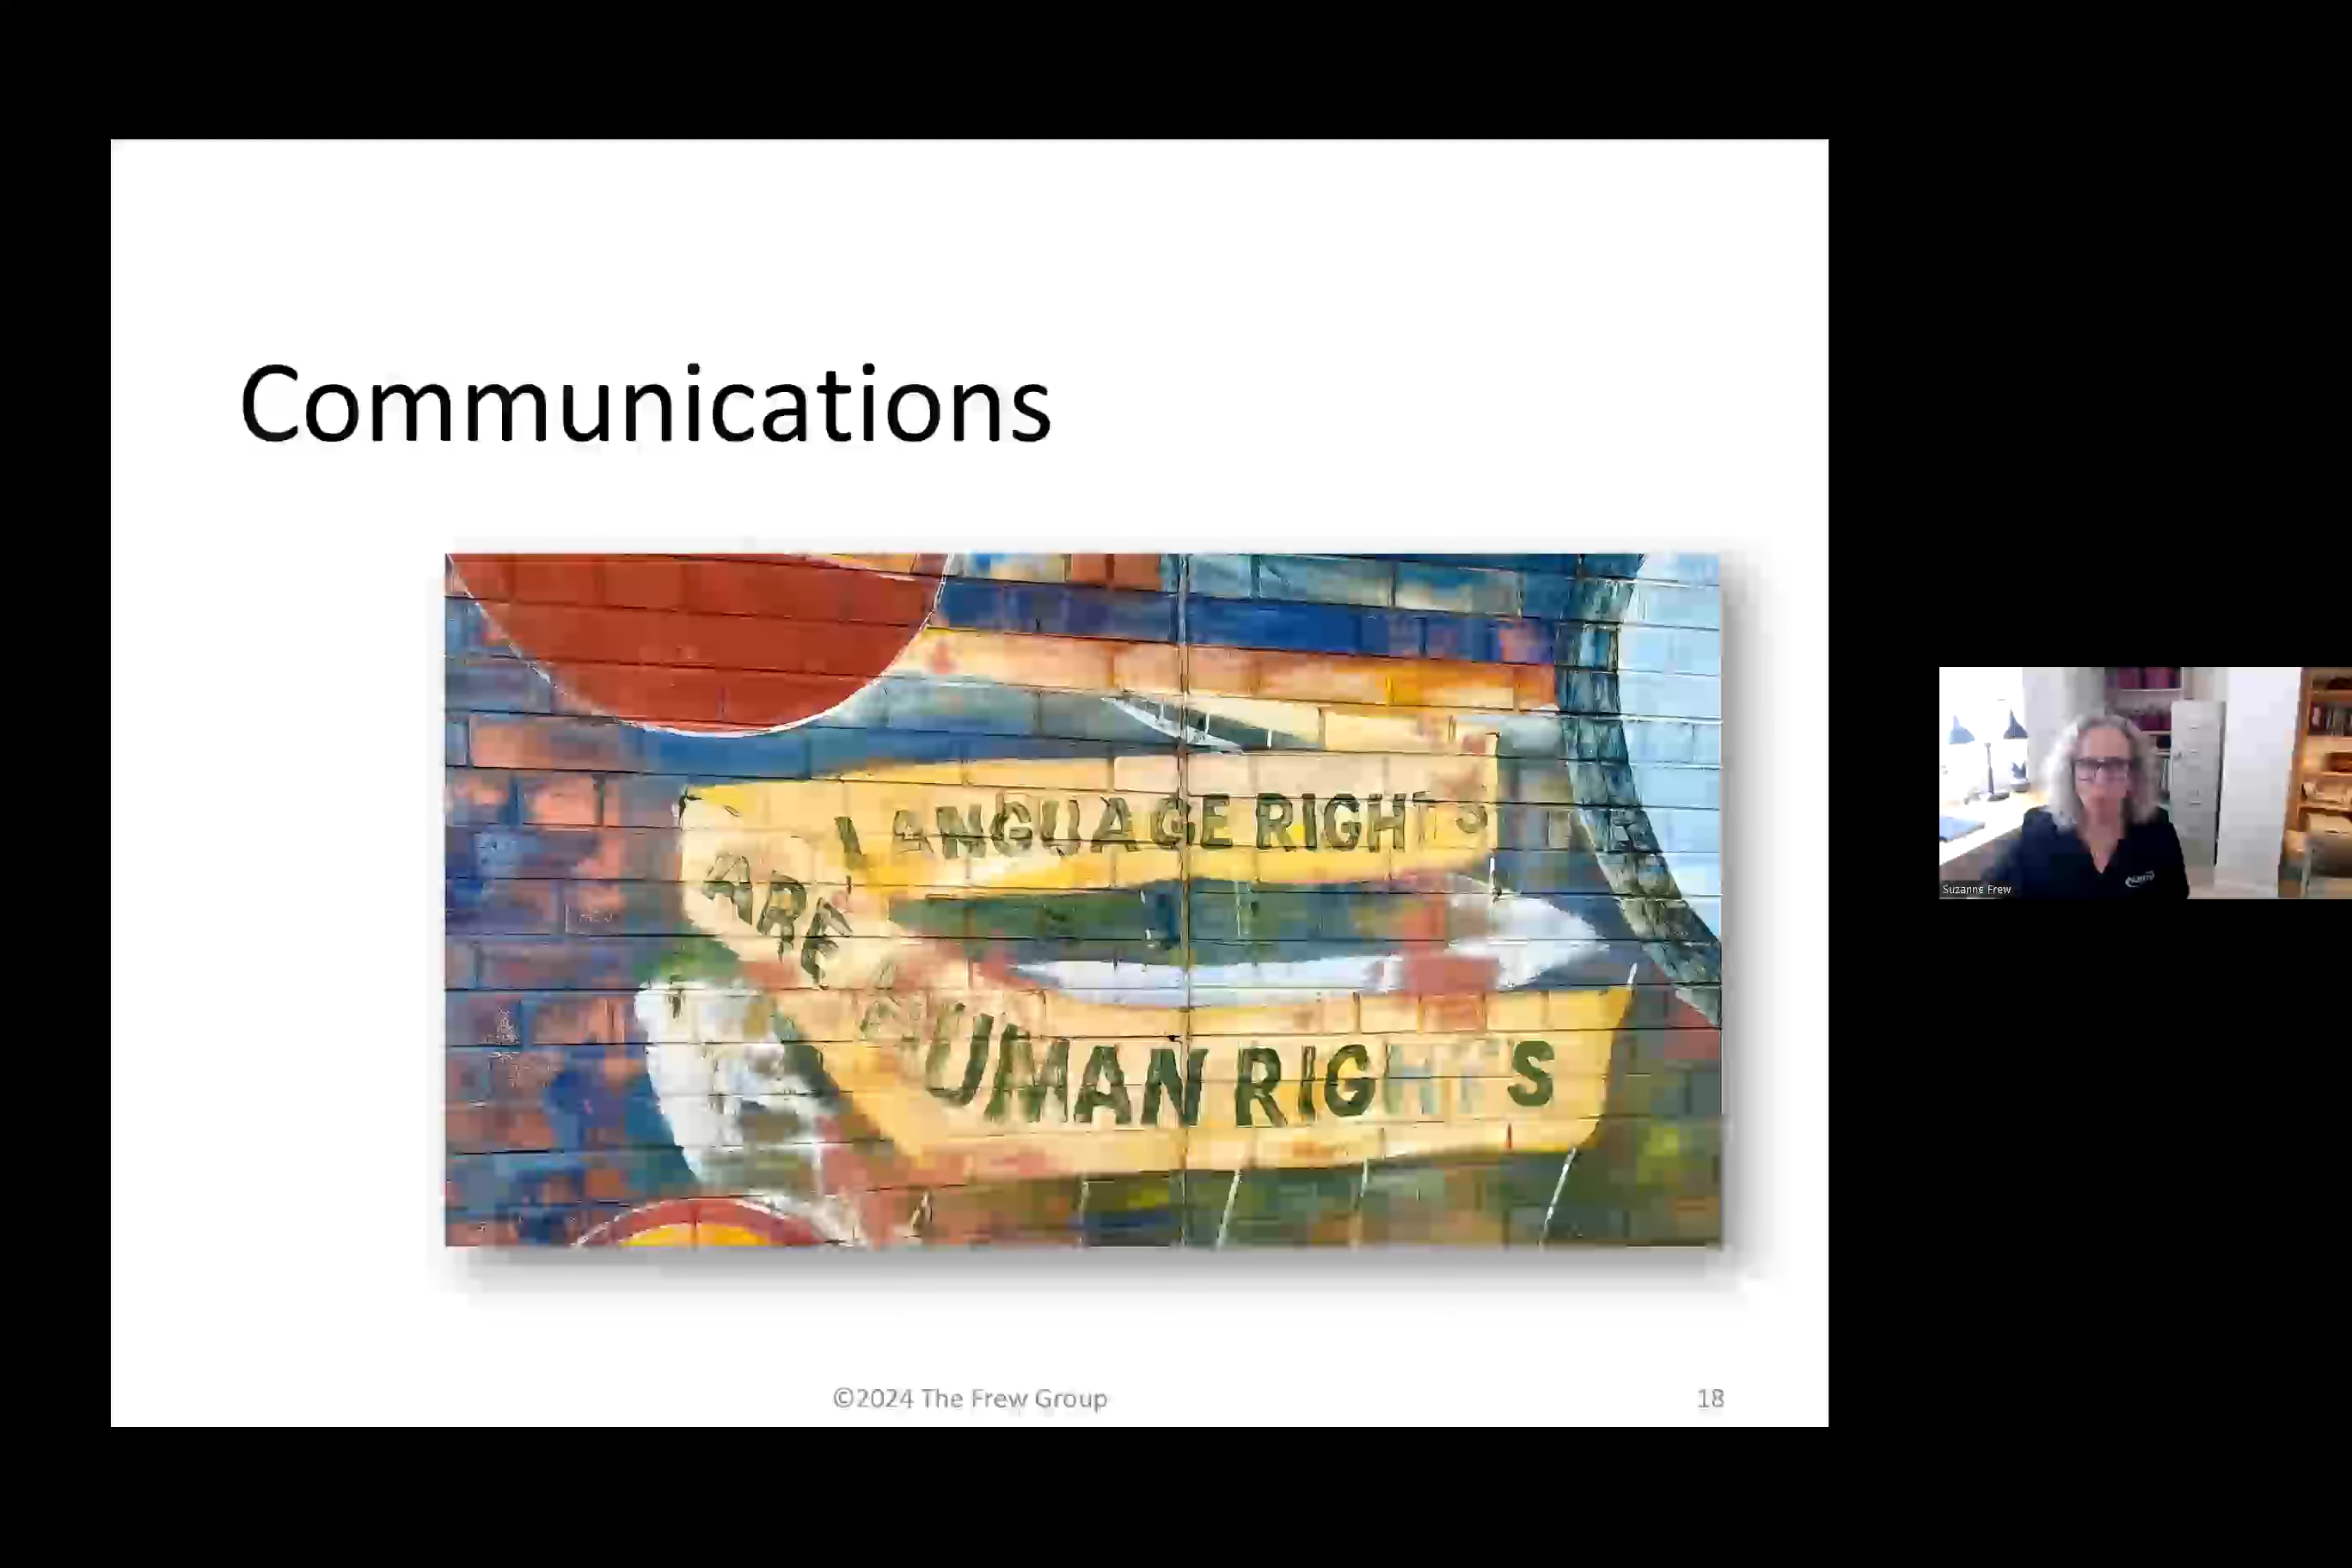 Communications
LANGUAGE RIGHTS
ARE
HUMAN RIGHTS
Suzanne Frew
©2024 The Frew Group
18